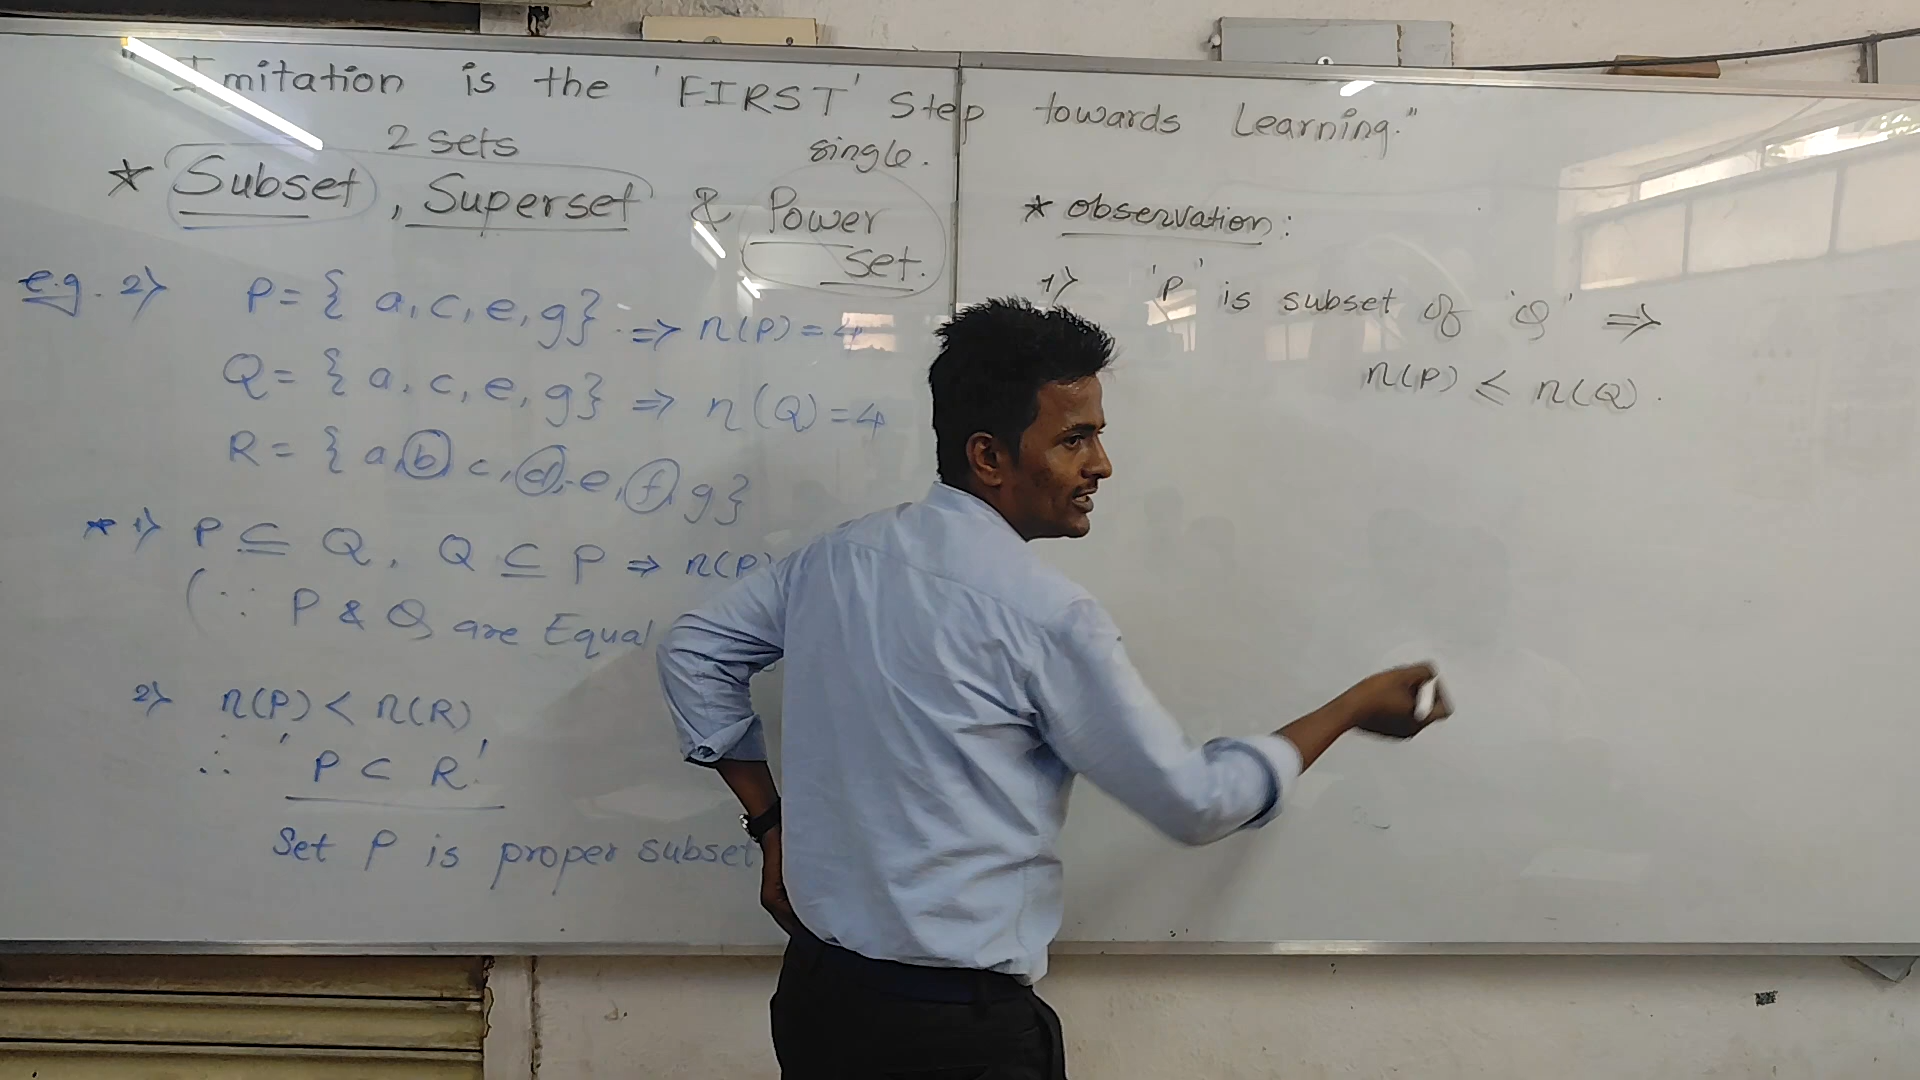 "Imitation is the 'FIRST' Step towards Learning."
2 sets single.
* Subset, Superset & Power
set.
e.g. 2) P = { a, c, e, g } ⇒ n(P) = 4
Q = { a, c, e, g } ⇒ n(Q) = 4
R = { a, b, c, d, e, f, g }
* 1) P ⊆ Q, Q ⊆ P ⇒ n(P)
(∵ P & Q are Equal
2) n(P) < n(R)
∴ 'P ⊂ R'
Set P is proper subset
* Observation:
1) 'P' is subset of 'Q' ⇒
n(P) ≤ n(Q).